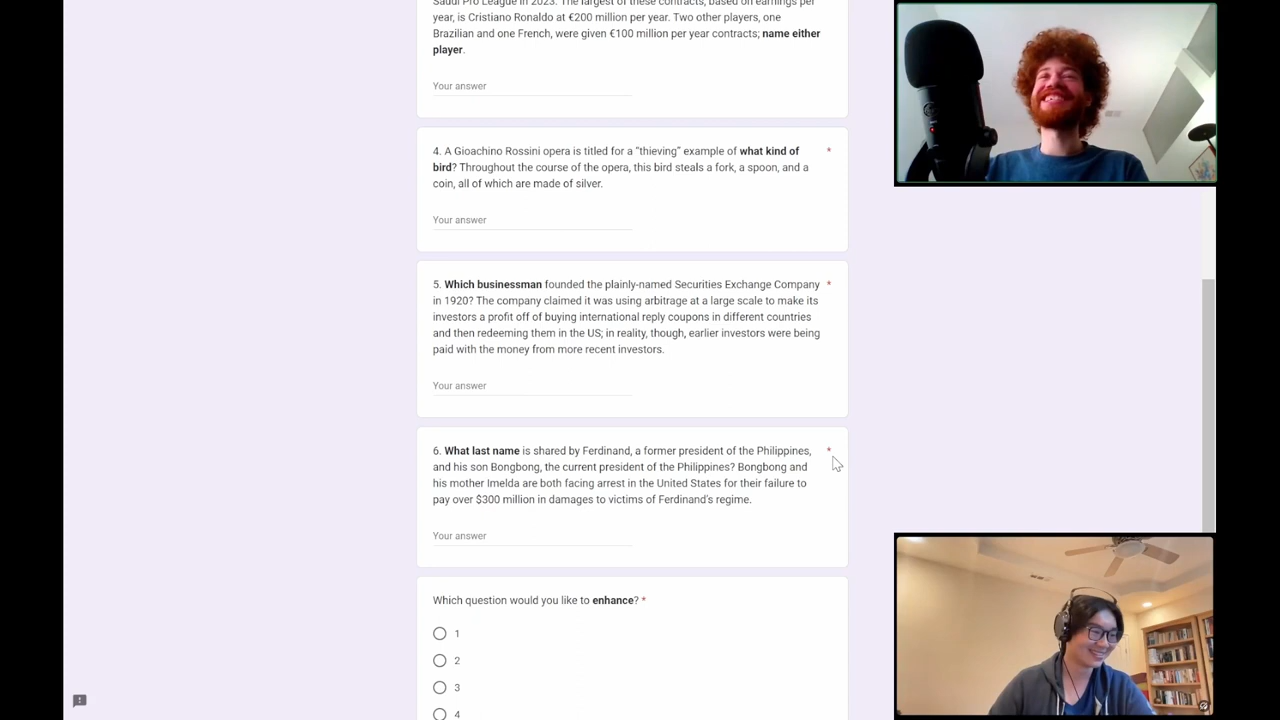 Saudi Pro League in 2023. The largest of these contracts, based on earnings per
year, is Cristiano Ronaldo at €200 million per year. Two other players, one
Brazilian and one French, were given €100 million per year contracts; name either
player.
Your answer
4. A Gioachino Rossini opera is titled for a “thieving” example of what kind of *
bird? Throughout the course of the opera, this bird steals a fork, a spoon, and a
coin, all of which are made of silver.
Your answer
5. Which businessman founded the plainly-named Securities Exchange Company *
in 1920? The company claimed it was using arbitrage at a large scale to make its
investors a profit off of buying international reply coupons in different countries
and then redeeming them in the US; in reality, though, earlier investors were being
paid with the money from more recent investors.
Your answer
6. What last name is shared by Ferdinand, a former president of the Philippines, *
and his son Bongbong, the current president of the Philippines? Bongbong and
his mother Imelda are both facing arrest in the United States for their failure to
pay over $300 million in damages to victims of Ferdinand's regime.
Your answer
Which question would you like to enhance? *
1
2
3
4